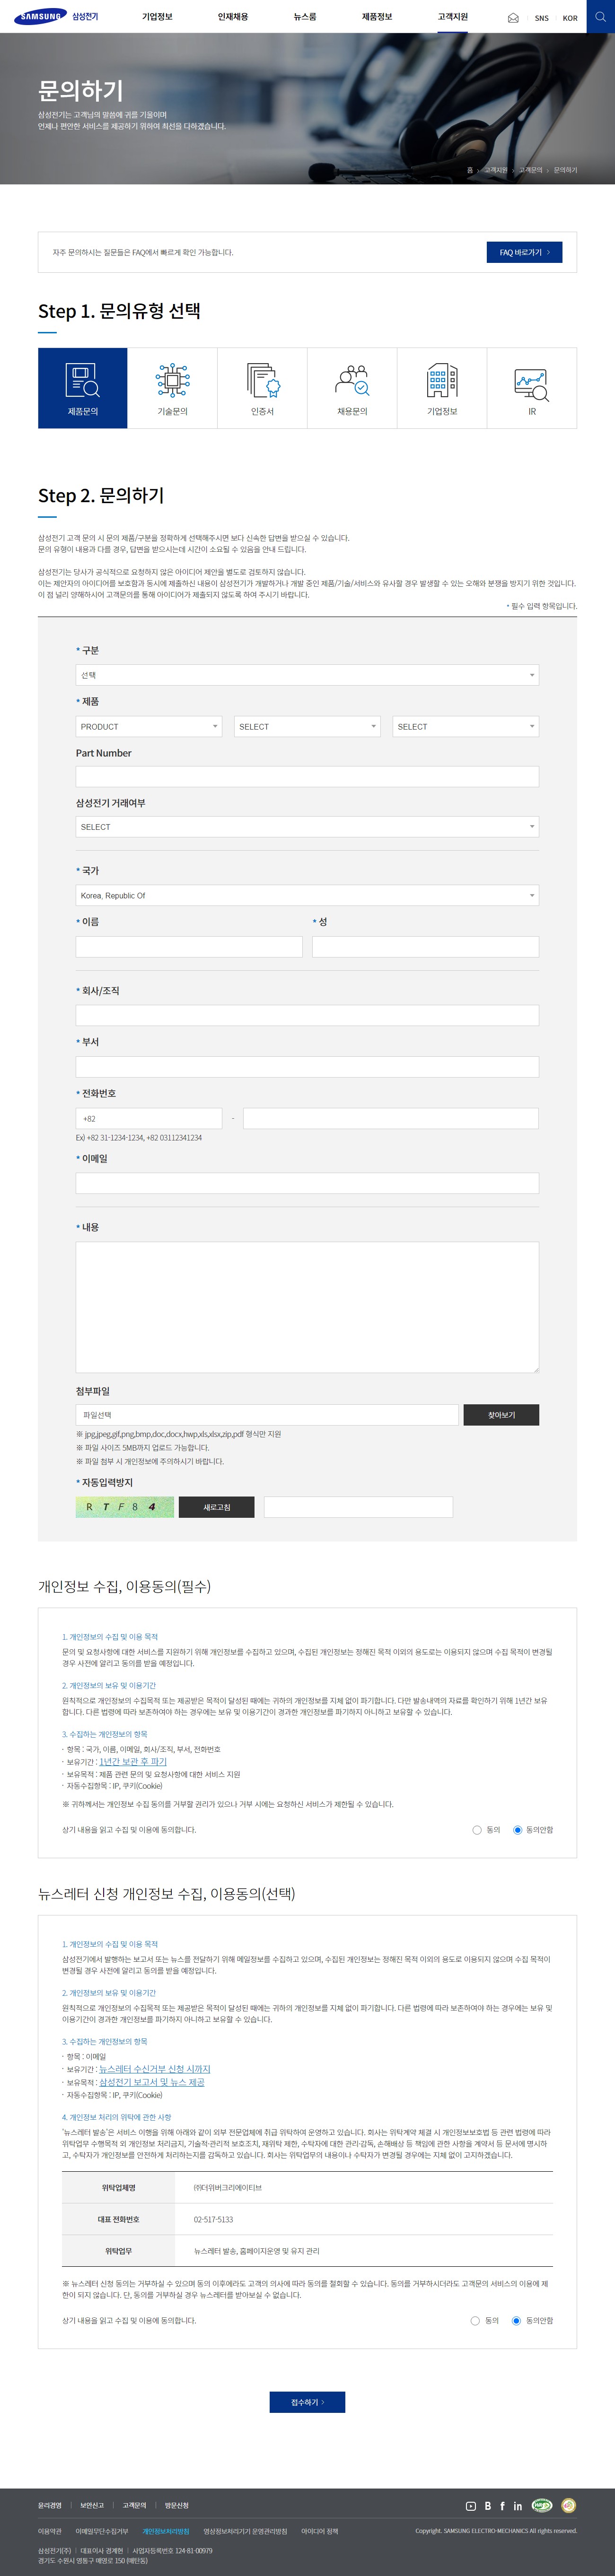 SAMSUNG 삼성전기
기업정보
인재채용
뉴스룸
제품정보
고객지원
SNS
KOR
문의하기
삼성전기는 고객님의 말씀에 귀를 기울이며
언제나 편안한 서비스를 제공하기 위하여 최선을 다하겠습니다.
홈 > 고객지원 > 고객문의 > 문의하기
자주 문의하시는 질문들은 FAQ에서 빠르게 확인 가능합니다.
FAQ 바로가기 >
Step 1. 문의유형 선택
제품문의
기술문의
인증서
채용문의
기업정보
IR
Step 2. 문의하기
삼성전기 고객 문의 시 문의 제품/구분을 정확하게 선택해주시면 보다 신속한 답변을 받으실 수 있습니다.
문의 유형이 내용과 다를 경우, 답변을 받으시는데 시간이 소요될 수 있음을 안내 드립니다.
삼성전기는 당사가 공식적으로 요청하지 않은 아이디어 제안을 별도로 검토하지 않습니다.
이는 제안자의 아이디어를 보호함과 동시에 제출하신 내용이 삼성전기가 개발하거나 개발 중인 제품/기술/서비스와 유사할 경우 발생할 수 있는 오해와 분쟁을 방지기 위한 것입니다.
이 점 널리 양해하시어 고객문의를 통해 아이디어가 제출되지 않도록 하여 주시기 바랍니다.
* 필수 입력 항목입니다.
* 구분
선택
* 제품
PRODUCT
SELECT
SELECT
Part Number
삼성전기 거래여부
SELECT
* 국가
Korea, Republic Of
* 이름
* 성
* 회사/조직
* 부서
* 전화번호
+82
-
Ex) +82 31-1234-1234, +82 03112341234
* 이메일
* 내용
첨부파일
파일선택
찾아보기
※ jpg,jpeg,gif,png,bmp,doc,docx,hwp,xls,xlsx,zip,pdf 형식만 지원
※ 파일 사이즈 5MB까지 업로드 가능합니다.
※ 파일 첨부 시 개인정보에 주의하시기 바랍니다.
* 자동입력방지
R T F 8 4
새로고침
개인정보 수집, 이용동의(필수)
1. 개인정보의 수집 및 이용 목적
문의 및 요청사항에 대한 서비스를 지원하기 위해 개인정보를 수집하고 있으며, 수집된 개인정보는 정해진 목적 이외의 용도로는 이용되지 않으며 수집 목적이 변경될
경우 사전에 알리고 동의를 받을 예정입니다.
2. 개인정보의 보유 및 이용기간
원칙적으로 개인정보의 수집목적 또는 제공받은 목적이 달성된 때에는 귀하의 개인정보를 지체 없이 파기합니다. 다만 발송내역의 자료를 확인하기 위해 1년간 보유
합니다. 다른 법령에 따라 보존하여야 하는 경우에는 보유 및 이용기간이 경과한 개인정보를 파기하지 아니하고 보유할 수 있습니다.
3. 수집하는 개인정보의 항목
- 항목 : 국가, 이름, 이메일, 회사/조직, 부서, 전화번호
- 보유기간 : 1년간 보관 후 파기
- 보유목적 : 제품 관련 문의 및 요청사항에 대한 서비스 지원
- 자동수집항목 : IP, 쿠키(Cookie)
※ 귀하께서는 개인정보 수집 동의를 거부할 권리가 있으나 거부 시에는 요청하신 서비스가 제한될 수 있습니다.
상기 내용을 읽고 수집 및 이용에 동의합니다.
동의
동의안함
뉴스레터 신청 개인정보 수집, 이용동의(선택)
1. 개인정보의 수집 및 이용 목적
삼성전기에서 발행하는 보고서 또는 뉴스를 전달하기 위해 메일정보를 수집하고 있으며, 수집된 개인정보는 정해진 목적 이외의 용도로 이용되지 않으며 수집 목적이
변경될 경우 사전에 알리고 동의를 받을 예정입니다.
2. 개인정보의 보유 및 이용기간
원칙적으로 개인정보의 수집목적 또는 제공받은 목적이 달성된 때에는 귀하의 개인정보를 지체 없이 파기합니다. 다른 법령에 따라 보존하여야 하는 경우에는 보유 및
이용기간이 경과한 개인정보를 파기하지 아니하고 보유할 수 있습니다.
3. 수집하는 개인정보의 항목
- 항목 : 이메일
- 보유기간 : 뉴스레터 수신거부 신청 시까지
- 보유목적 : 삼성전기 보고서 및 뉴스 제공
- 자동수집항목 : IP, 쿠키(Cookie)
4. 개인정보 처리의 위탁에 관한 사항
'뉴스레터 발송'은 서비스 이행을 위해 아래와 같이 외부 전문업체에 취급 위탁하여 운영하고 있습니다. 회사는 위탁계약 체결 시 개인정보보호법 등 관련 법령에 따라
위탁업무 수행목적 외 개인정보 처리금지, 기술적·관리적 보호조치, 재위탁 제한, 수탁자에 대한 관리·감독, 손해배상 등 책임에 관한 사항을 계약서 등 문서에 명시하
고, 수탁자가 개인정보를 안전하게 처리하는지를 감독하고 있습니다. 회사는 위탁업무의 내용이나 수탁자가 변경될 경우에는 지체 없이 고지하겠습니다.
위탁업체명
㈜더위버크리에이티브
대표 전화번호
02-517-5133
위탁업무
뉴스레터 발송, 홈페이지운영 및 유지 관리
※ 뉴스레터 신청 동의는 거부하실 수 있으며 동의 이후에라도 고객의 의사에 따라 동의를 철회할 수 있습니다. 동의를 거부하시더라도 고객문의 서비스의 이용에 제
한이 되지 않습니다. 단, 동의를 거부하실 경우 뉴스레터를 받아보실 수 없습니다.
상기 내용을 읽고 수집 및 이용에 동의합니다.
동의
동의안함
접수하기 >
윤리경영
보안신고
고객문의
방문신청
이용약관
이메일무단수집거부
개인정보처리방침
영상정보처리기기 운영관리방침
아이디어 정책
Copyright. SAMSUNG ELECTRO-MECHANICS All rights reserved.
삼성전기(주) | 대표이사 경계현 | 사업자등록번호 124-81-00979
경기도 수원시 영통구 매영로 150 (매탄동)